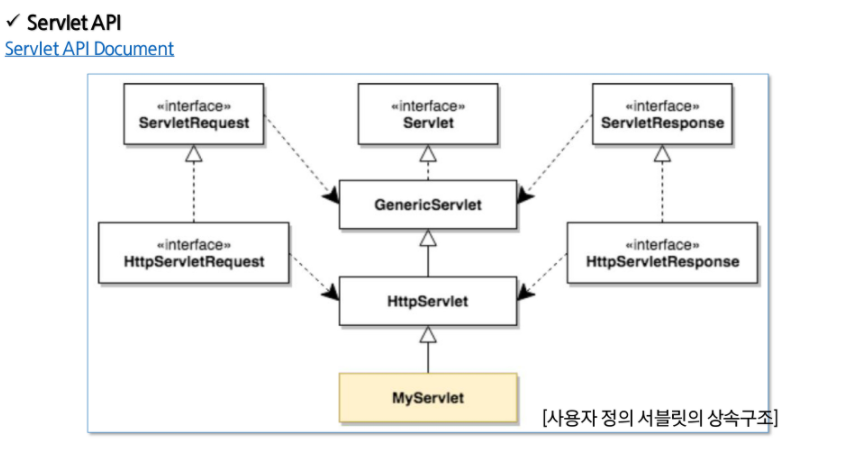 ✓ Servlet API
Servlet API Document
«interface»
ServletRequest
«interface»
Servlet
«interface»
ServletResponse
GenericServlet
«interface»
HttpServletRequest
«interface»
HttpServletResponse
HttpServlet
MyServlet
[사용자 정의 서블릿의 상속구조]